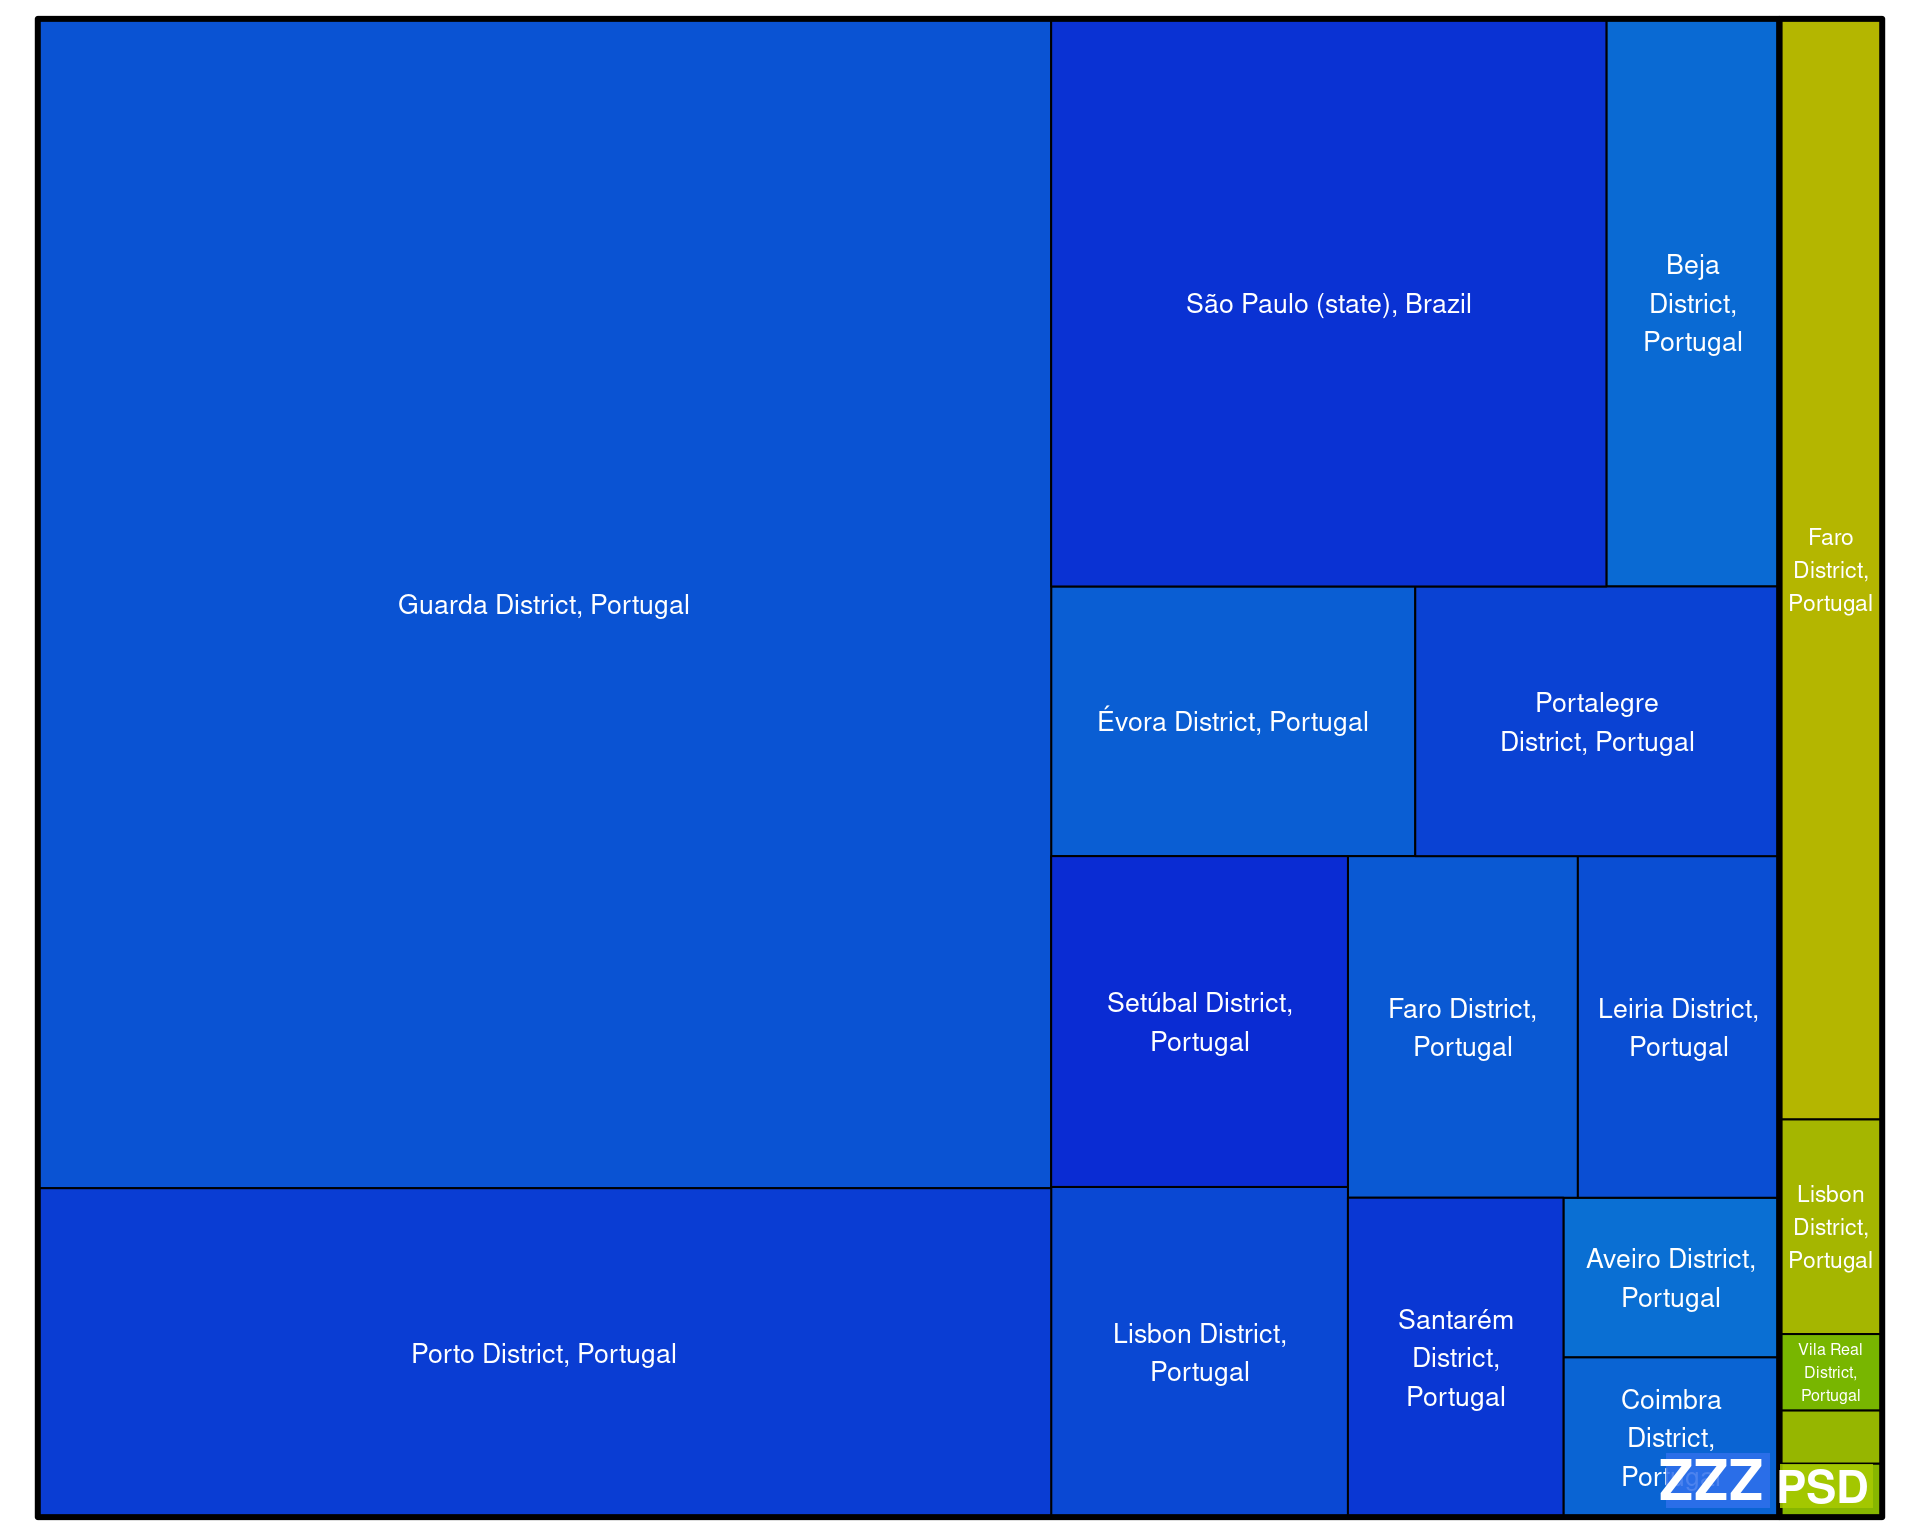 Guarda District, Portugal
Porto District, Portugal
São Paulo (state), Brazil
Beja
District,
Portugal
Évora District, Portugal
Portalegre
District, Portugal
Setúbal District,
Portugal
Faro District,
Portugal
Leiria District,
Portugal
Lisbon District,
Portugal
Santarém
District,
Portugal
Aveiro District,
Portugal
Coimbra
District,
Portugal
ZZZ
Faro
District,
Portugal
Lisbon
District,
Portugal
Vila Real
District,
Portugal
PSD